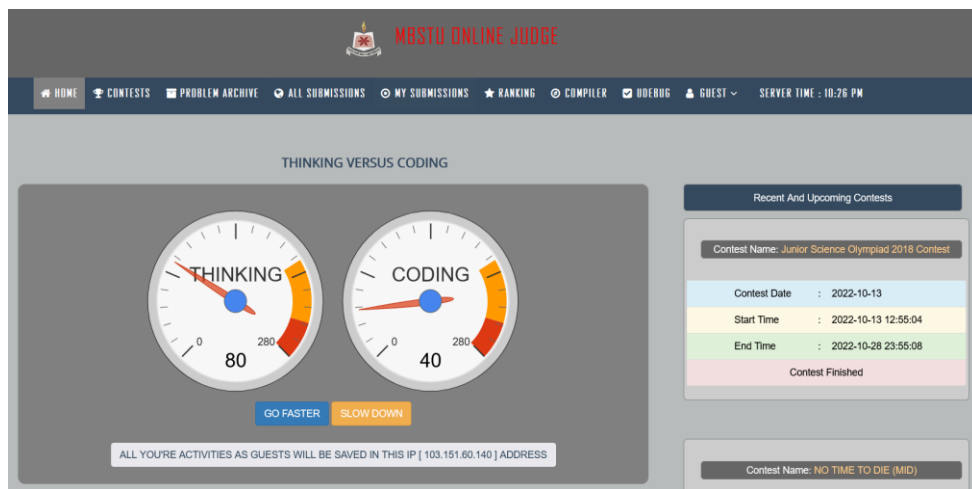 MBSTU ONLINE JUDGE
HOME CONTESTS PROBLEM ARCHIVE ALL SUBMISSIONS MY SUBMISSIONS RANKING COMPILER UDEBUG GUEST SERVER TIME : 10:26 PM
THINKING VERSUS CODING
THINKING
0 280
80
CODING
0 280
40
GO FASTER SLOW DOWN
ALL YOU'RE ACTIVITIES AS GUESTS WILL BE SAVED IN THIS IP [ 103.151.60.140 ] ADDRESS
Recent And Upcoming Contests
Contest Name: Junior Science Olympiad 2018 Contest
Contest Date : 2022-10-13
Start Time : 2022-10-13 12:55:04
End Time : 2022-10-28 23:55:08
Contest Finished
Contest Name: NO TIME TO DIE (MID)